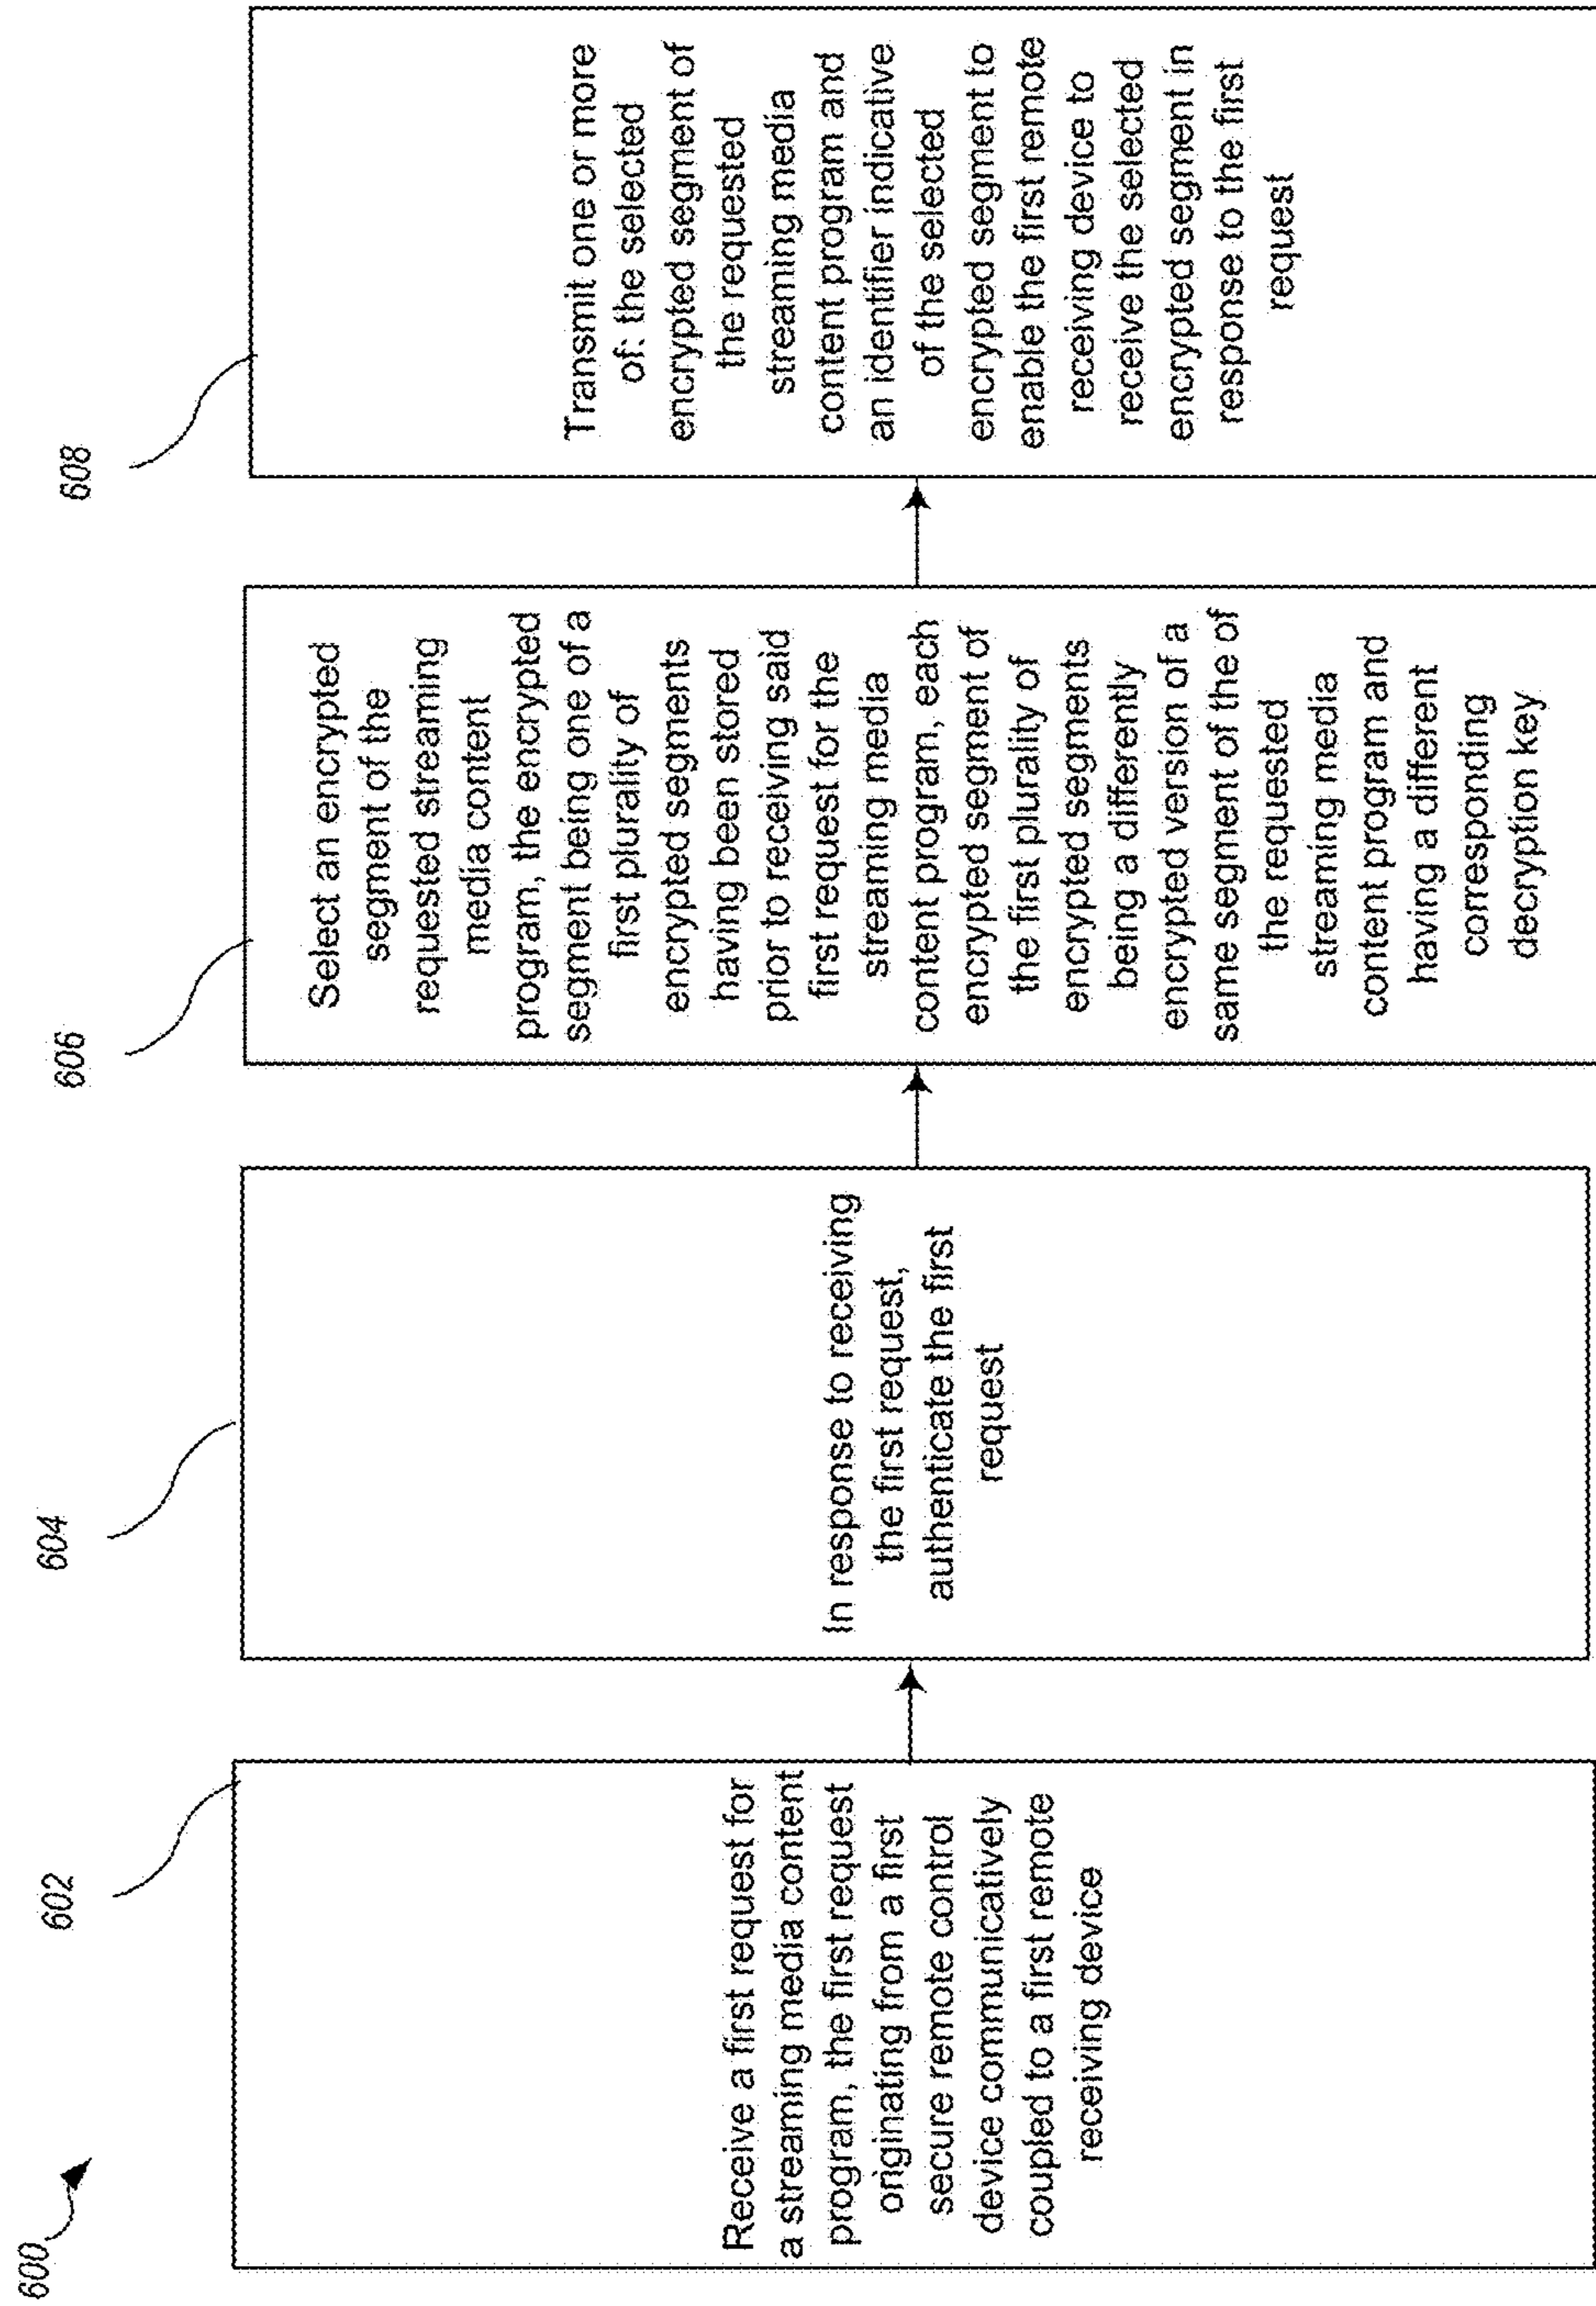 600
602
Receive a first request for
a streaming media content
program, the first request
originating from a first
secure remote control
device communicatively
coupled to a first remote
receiving device
604
In response to receiving
the first request,
authenticate the first
request
606
Select an encrypted
segment of the
requested streaming
media content
program, the encrypted
segment being one of a
first plurality of
encrypted segments
having been stored
prior to receiving said
first request for the
streaming media
content program, each
encrypted segment of
the first plurality of
encrypted segments
being a differently
encrypted version of a
same segment of the of
the requested
streaming media
content program and
having a different
corresponding
decryption key
608
Transmit one or more
of: the selected
encrypted segment of
the requested
streaming media
content program and
an identifier indicative
of the selected
encrypted segment to
enable the first remote
receiving device to
receive the selected
encrypted segment in
response to the first
request